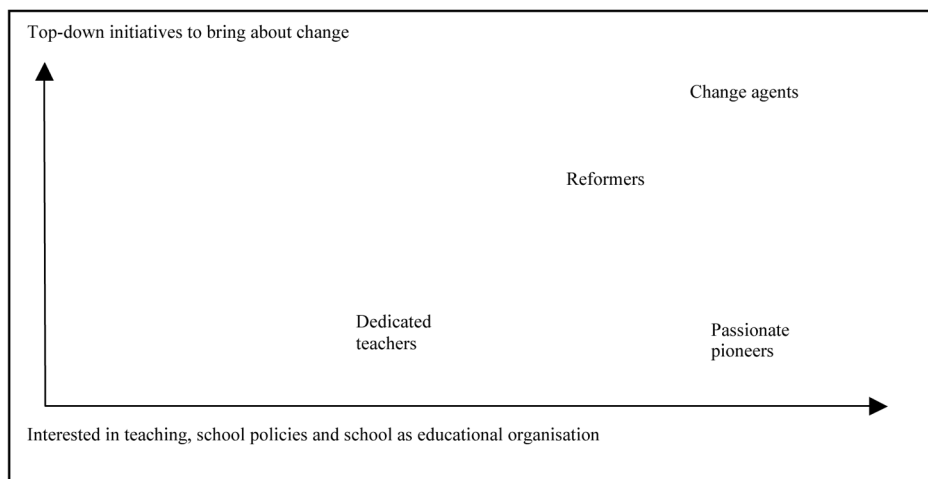 Top-down initiatives to bring about change
Change agents
Reformers
Dedicated
teachers
Passionate
pioneers
Interested in teaching, school policies and school as educational organisation